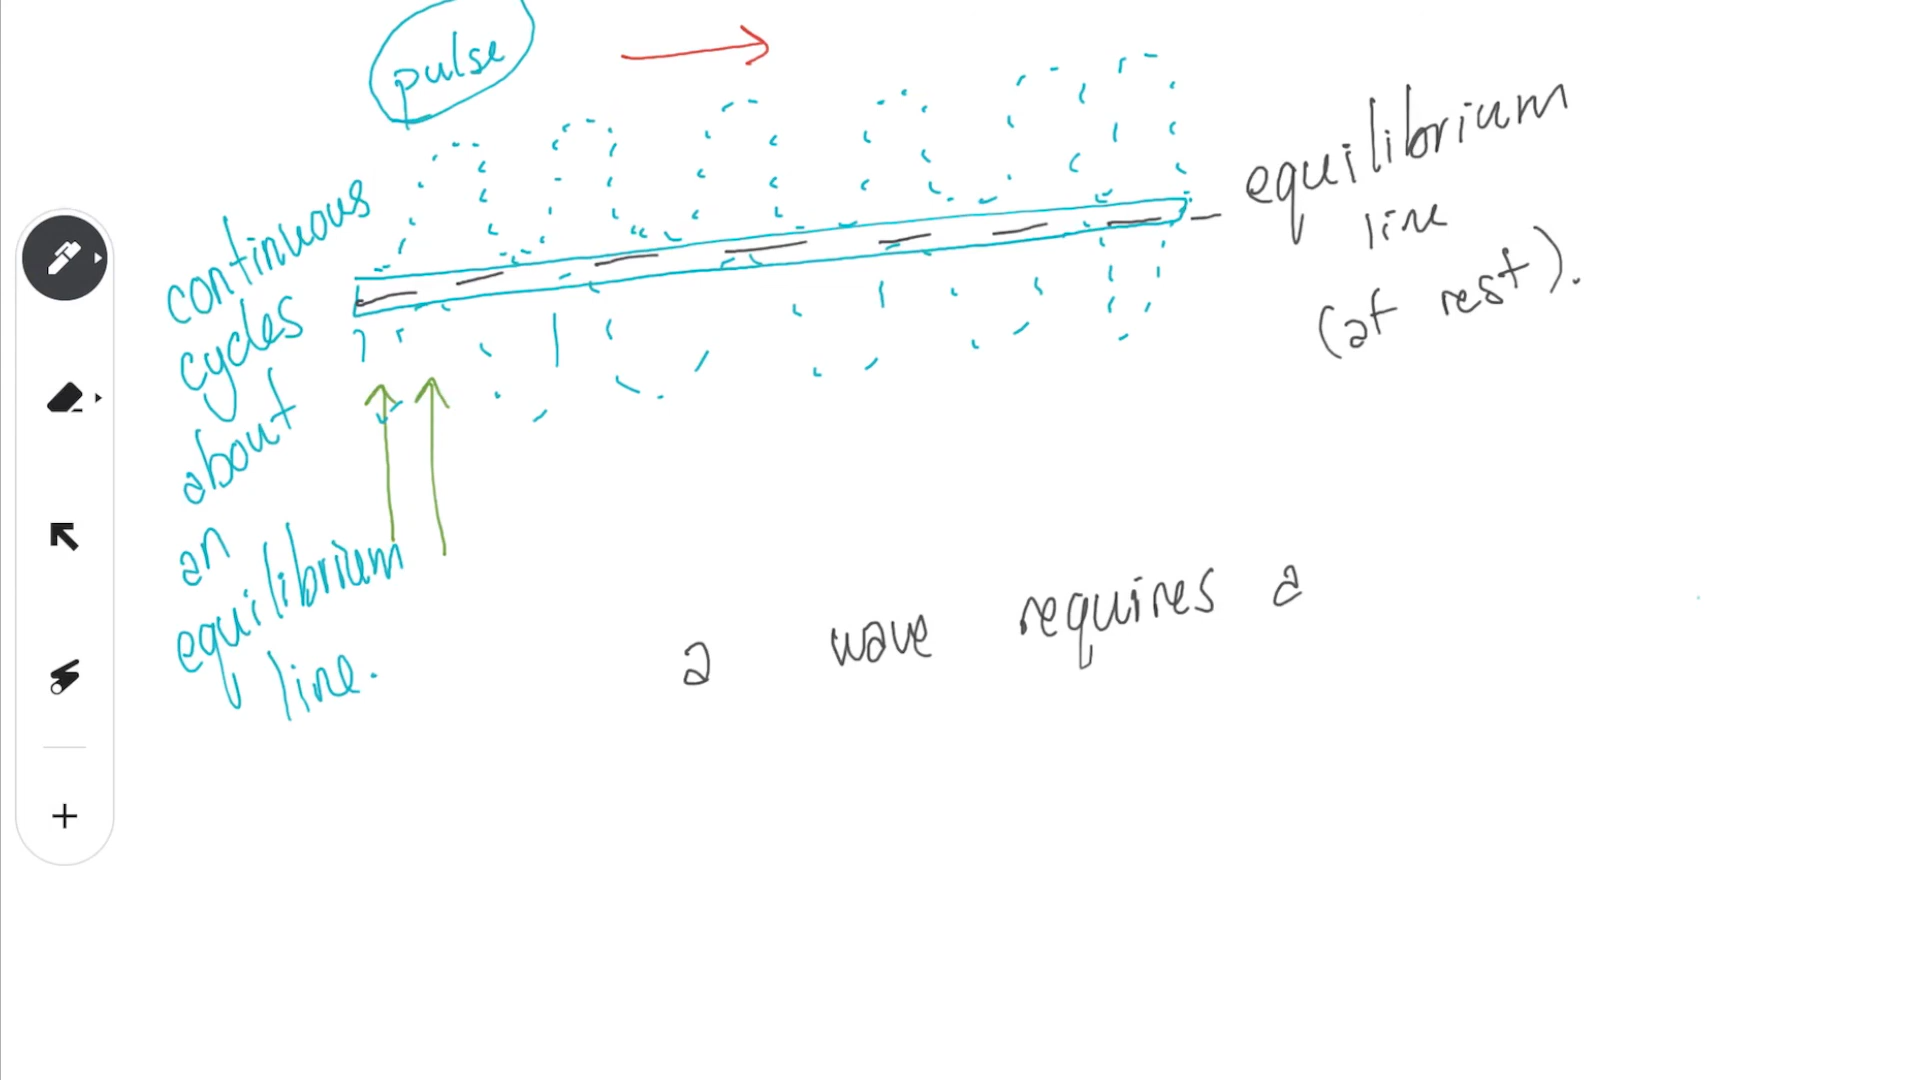 pulse
continuous
cycles
about
an
equilibrium
line.
equilibrium
line
(at rest).
a wave requires a